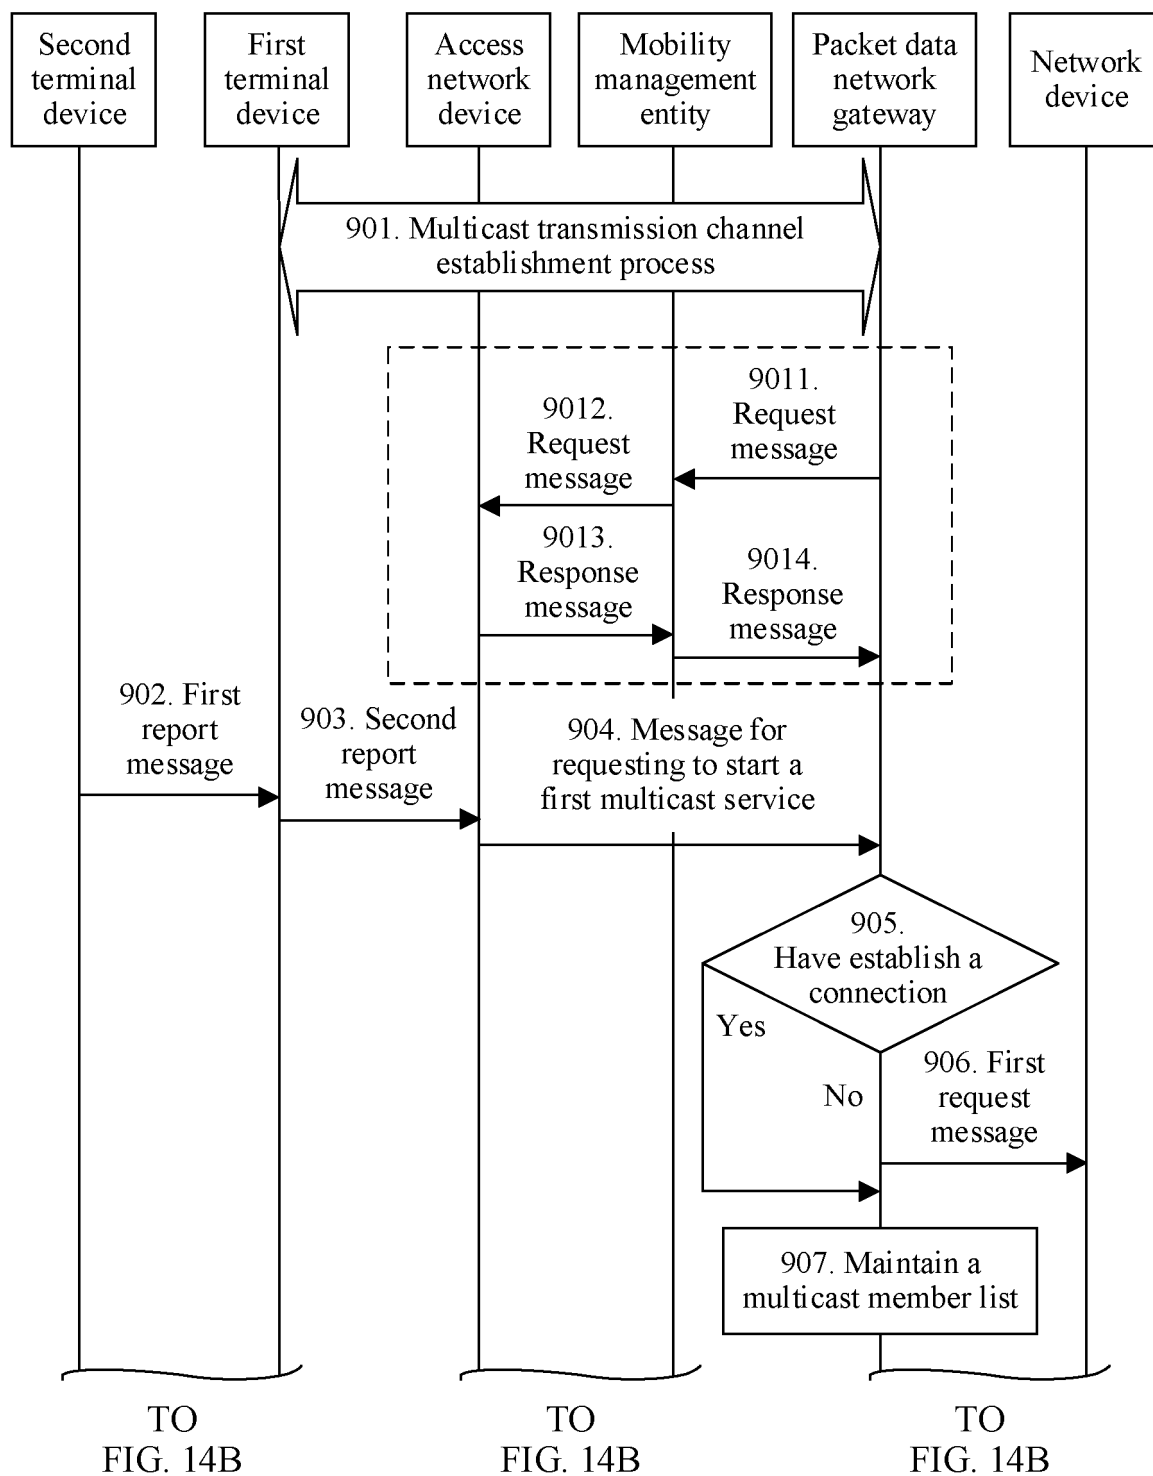 Second
terminal
device
First
terminal
device
Access
network
device
Mobility
management
entity
Packet data
network
gateway
Network
device
901. Multicast transmission channel
establishment process
9011.
Request
message
9012.
Request
message
9013.
Response
message
9014.
Response
message
902. First
report
message
903. Second
report
message
904. Message for
requesting to start a
first multicast service
905.
Have establish a
connection
Yes
No
906. First
request
message
907. Maintain a
multicast member list
TO
FIG. 14B
TO
FIG. 14B
TO
FIG. 14B